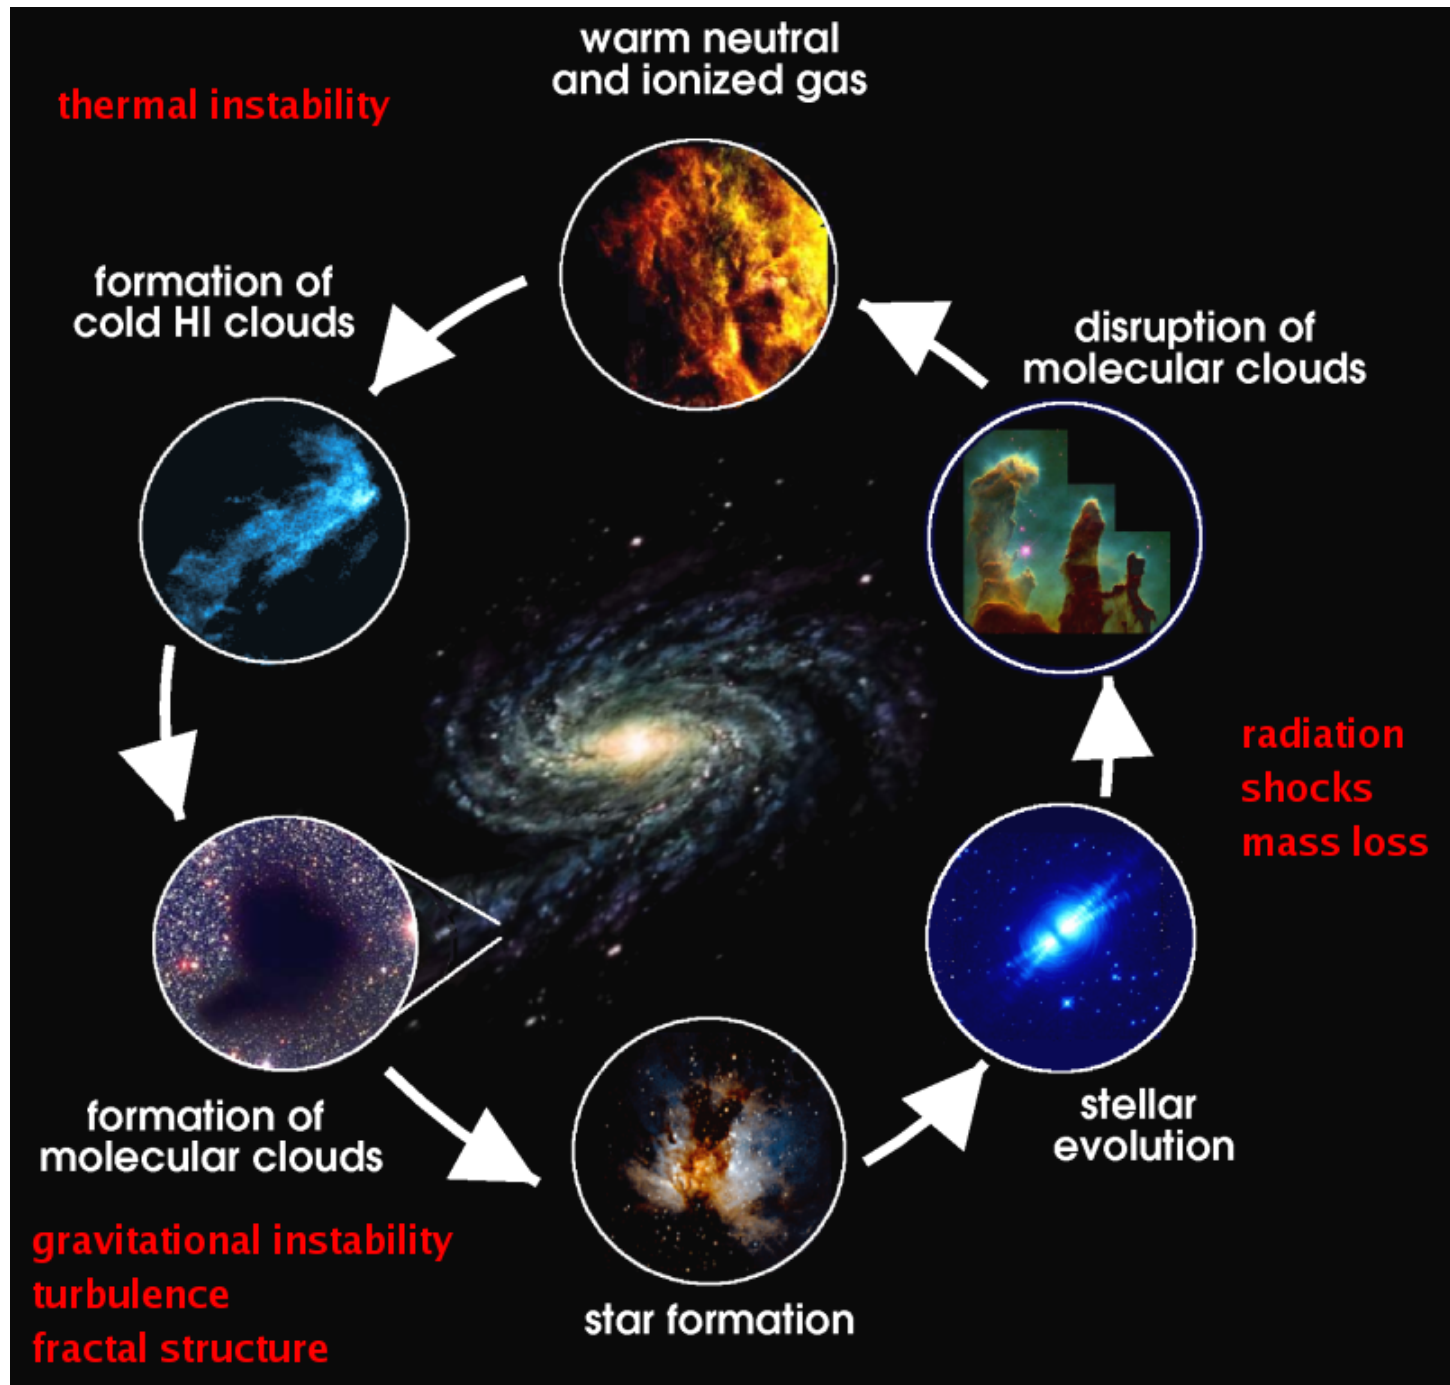 warm neutral
and ionized gas
thermal instability
formation of
cold HI clouds
disruption of
molecular clouds
radiation
shocks
mass loss
formation of
molecular clouds
stellar
evolution
gravitational instability
turbulence
fractal structure
star formation